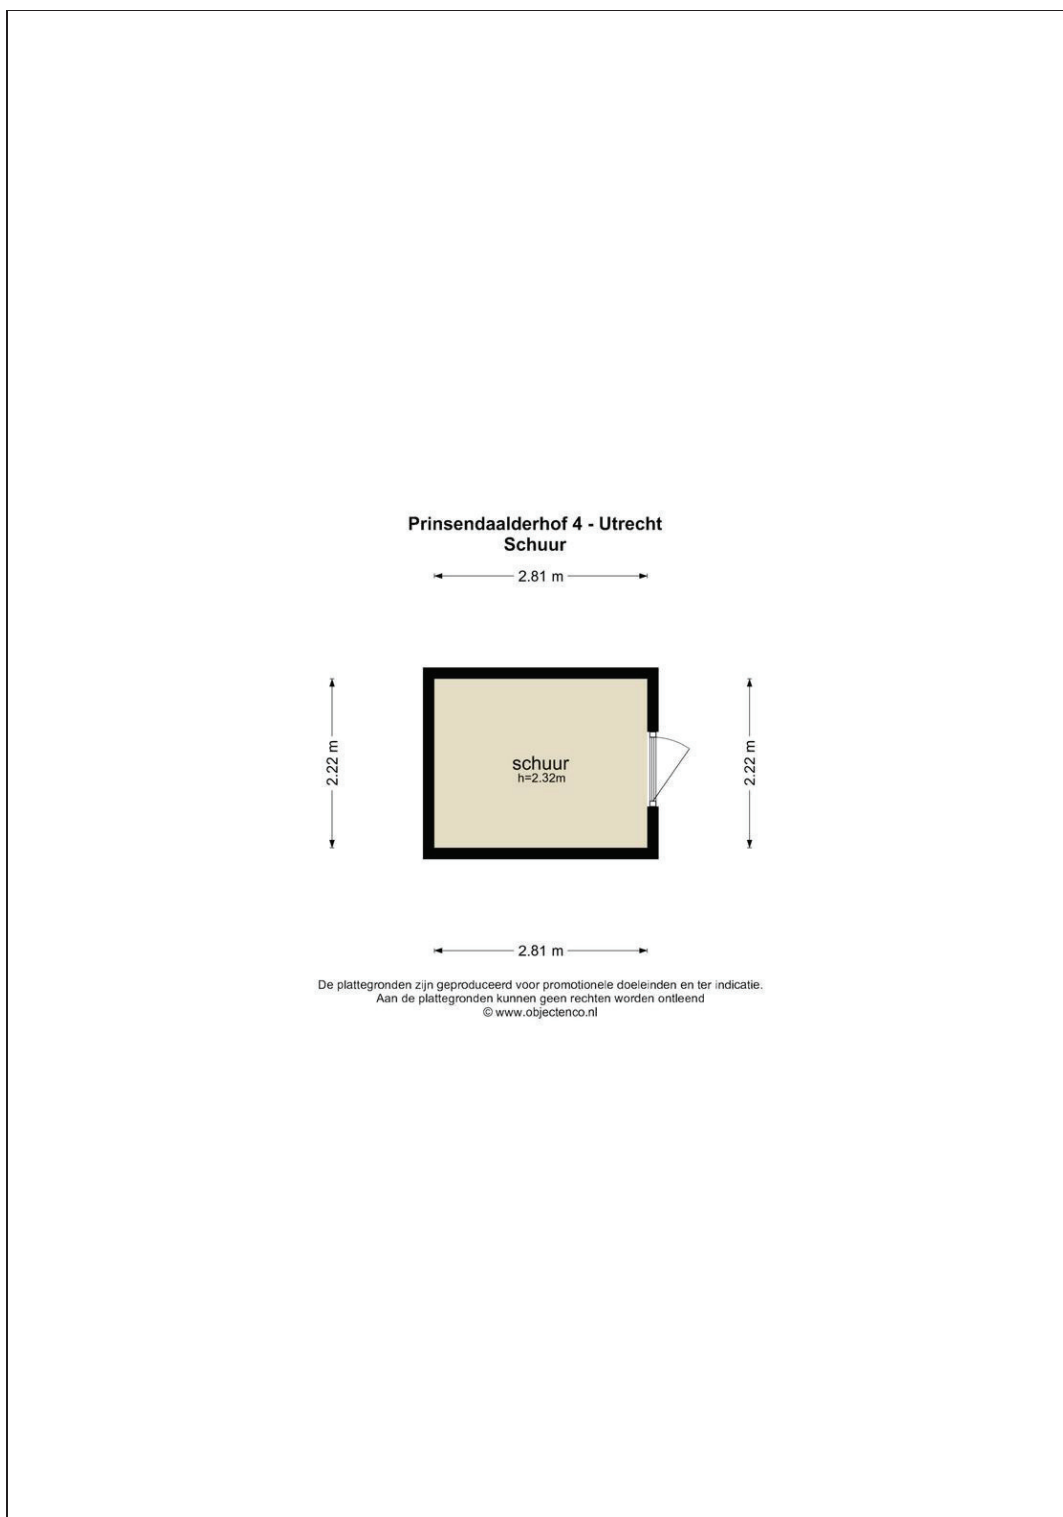 Prinsendaalderhof 4 - Utrecht
Schuur
2.81 m
2.22 m
schuur
h=2.32m
2.22 m
2.81 m
De plattegronden zijn geproduceerd voor promotionele doeleinden en ter indicatie.
Aan de plattegronden kunnen geen rechten worden ontleend
© www.objectenco.nl